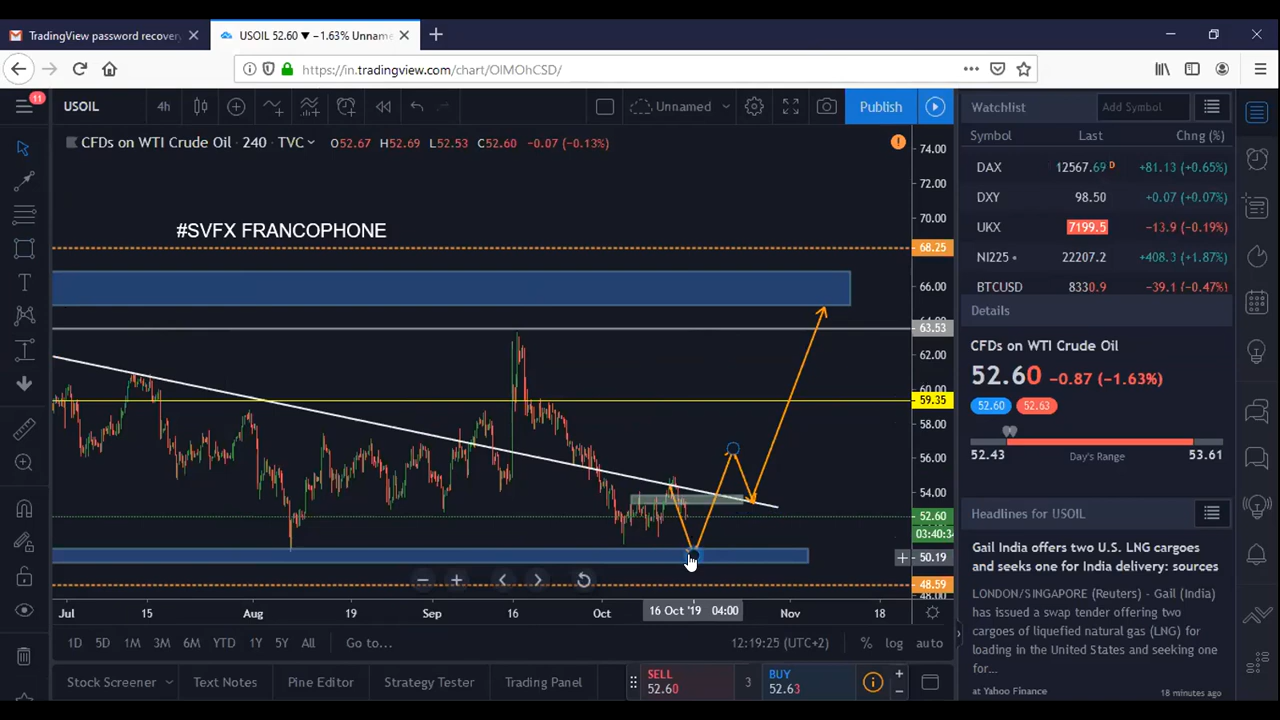 TradingView password recovery
USOIL 52.60 ▼ −1.63% Unnam
https://in.tradingview.com/chart/OIMOhCSD/
11
USOIL
4h
Unnamed
Publish
Watchlist
Add Symbol
CFDs on WTI Crude Oil · 240 · TVC
O52.67 H52.69 L52.53 C52.60 −0.07 (−0.13%)
Symbol Last Chng (%)
DAX 12567.69 D +81.13 (+0.65%)
DXY 98.50 +0.07 (+0.07%)
UKX 7199.5 −13.9 (−0.19%)
NI225 22207.2 +408.3 (+1.87%)
BTCUSD 8330.9 −39.1 (−0.47%)
#SVFX FRANCOPHONE
74.00
72.00
70.00
68.25
66.00
63.53
62.00
60.00
59.35
58.00
56.00
54.00
52.60
03:40:34
50.19
48.59
48.00
Details
CFDs on WTI Crude Oil
52.60 −0.87 (−1.63%)
52.60 52.63
52.43 Day's Range 53.61
Headlines for USOIL
Gail India offers two U.S. LNG cargoes
and seeks one for India delivery: sources
LONDON/SINGAPORE (Reuters) - Gail (India)
has issued a swap tender offering two
cargoes of liquefied natural gas (LNG) for
loading in the United States and seeking one
for...
at Yahoo Finance 18 minutes ago
Jul 15 Aug 19 Sep 16 Oct 16 Oct '19 04:00 Nov 18
1D 5D 1M 3M 6M YTD 1Y 5Y All Go to...
12:19:25 (UTC+2) % log auto
Stock Screener Text Notes Pine Editor Strategy Tester Trading Panel
SELL
52.60
3
BUY
52.63